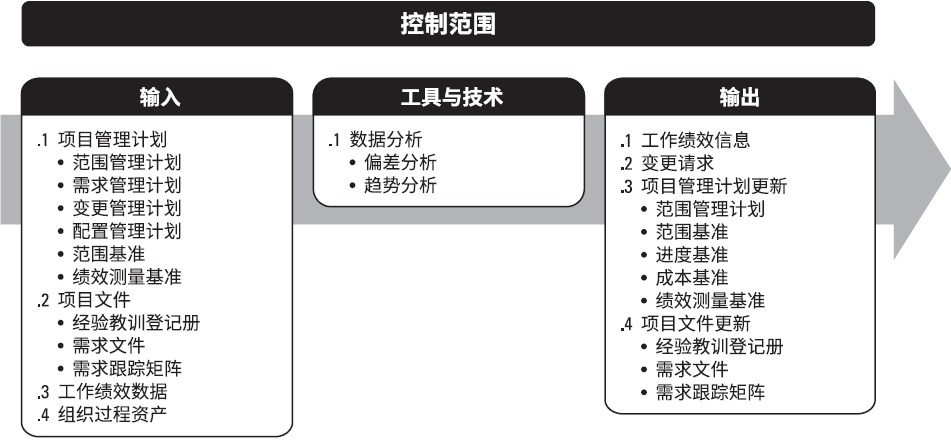 控制范围
输入
.1 项目管理计划
• 范围管理计划
• 需求管理计划
• 变更管理计划
• 配置管理计划
• 范围基准
• 绩效测量基准
.2 项目文件
• 经验教训登记册
• 需求文件
• 需求跟踪矩阵
.3 工作绩效数据
.4 组织过程资产
工具与技术
.1 数据分析
• 偏差分析
• 趋势分析
输出
.1 工作绩效信息
.2 变更请求
.3 项目管理计划更新
• 范围管理计划
• 范围基准
• 进度基准
• 成本基准
• 绩效测量基准
.4 项目文件更新
• 经验教训登记册
• 需求文件
• 需求跟踪矩阵